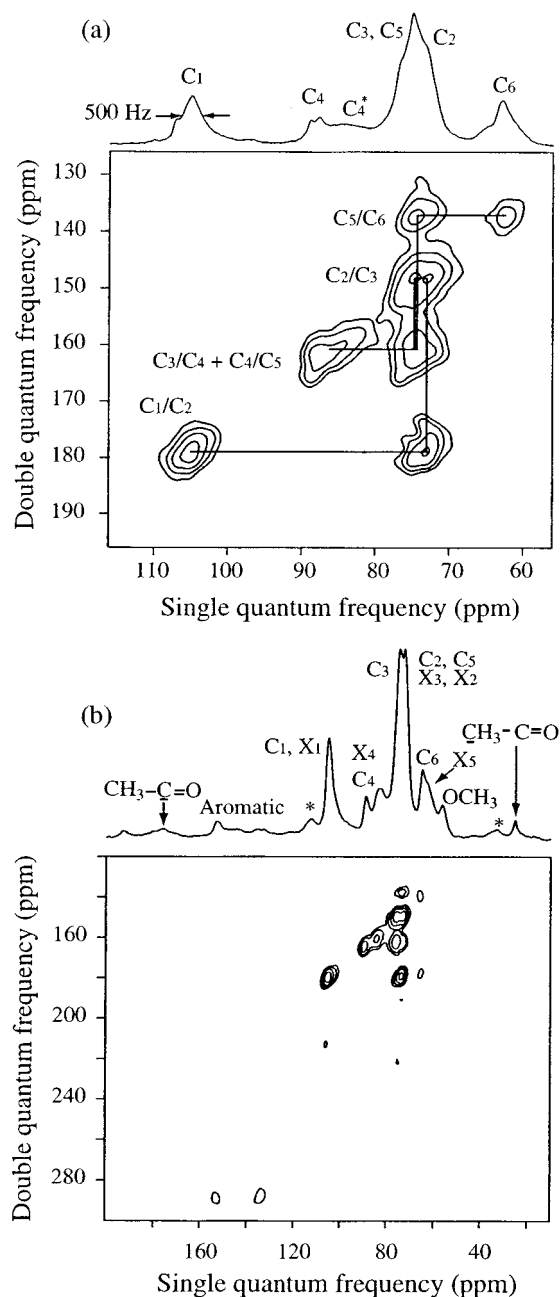 (a)
C3, C5
C2
C1
C4
C4*
C6
500 Hz
130
140
150
160
170
180
190
Double quantum frequency (ppm)
C5/C6
C2/C3
C3/C4 + C4/C5
C1/C2
110 100 90 80 70 60
Single quantum frequency (ppm)
(b)
C3
C2, C5
X3, X2
CH3-C=O
C1, X1
X4
C4
C6
X5
OCH3
CH3-C=O
Aromatic
*
*
160
200
240
280
Double quantum frequency (ppm)
160 120 80 40
Single quantum frequency (ppm)